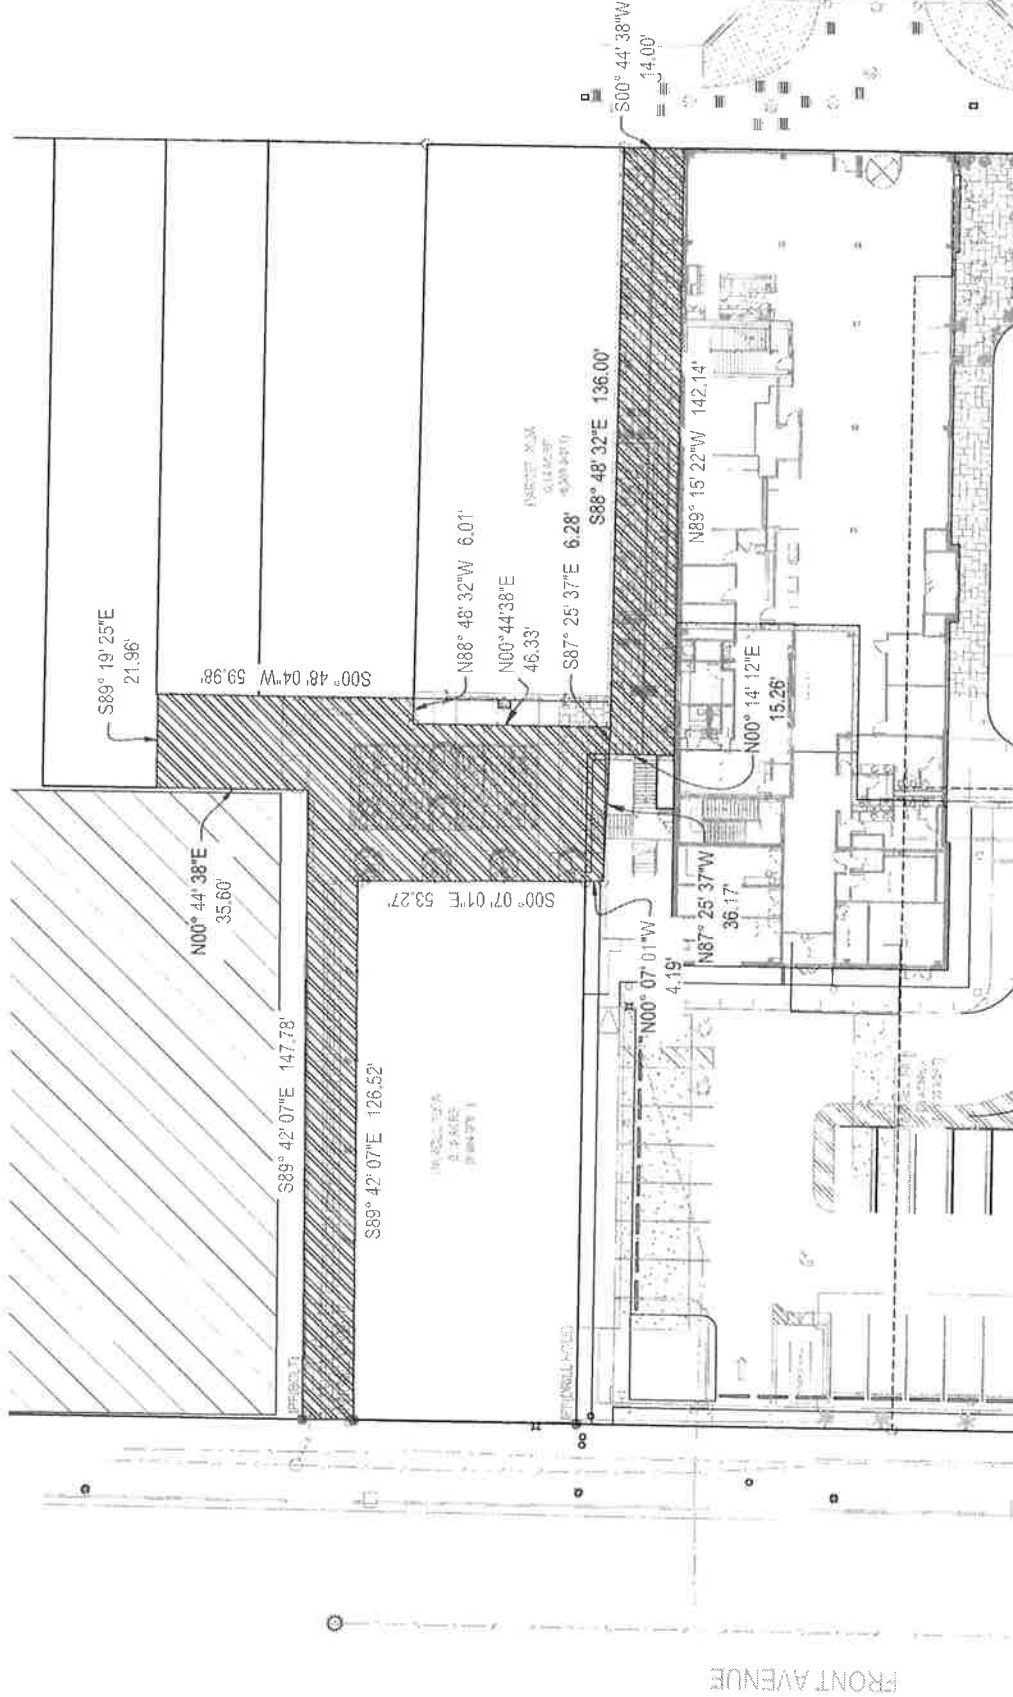 S00° 44' 38"W
14.00'
S89° 19' 25"E
21.96'
S00° 48' 04"W 59.98'
N88° 48' 32"W 6.01'
N00°44'38"E
46.33'
S87° 25' 37"E 6.28'
S88° 48' 32"E 136.00'
N89° 15' 22"W 142.14'
N00° 14' 12"E
15.26'
N00° 44' 38"E
35.60'
S00° 07' 01"E 53.27'
N87° 25' 37"W
36.17'
N00° 07' 01"W
4.19'
S89° 42' 07"E 147.78'
S89° 42' 07"E 126.52'
FRONT AVENUE